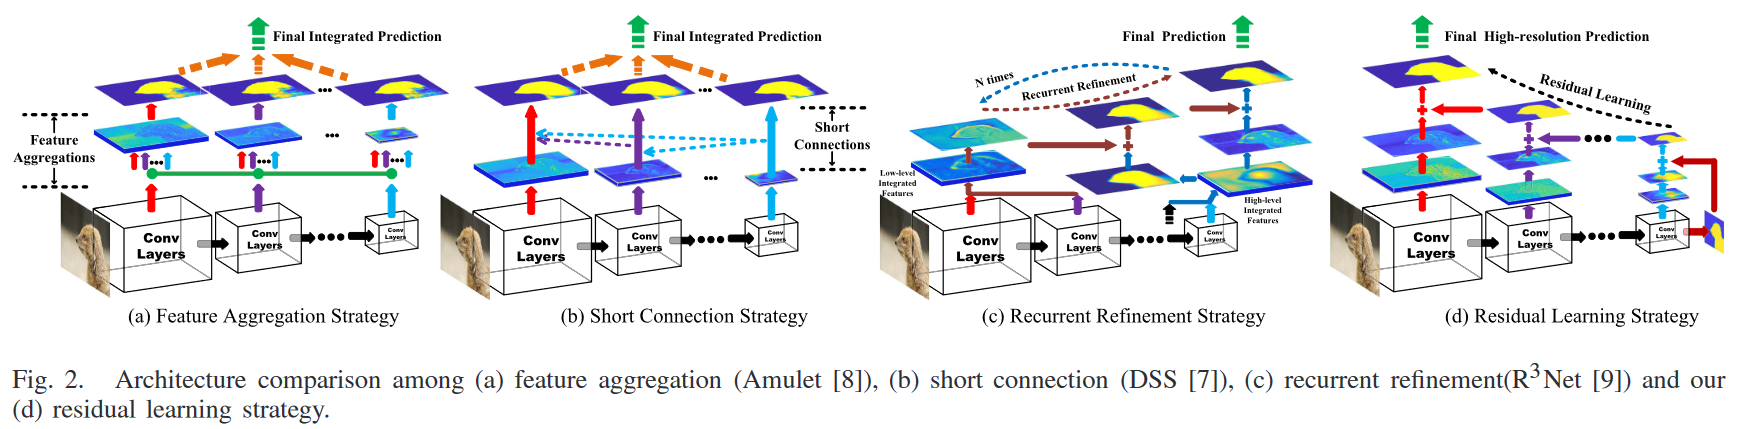 Final Integrated Prediction
Feature
Aggregations
Conv
Layers
Conv
Layers
Conv
Layers
(a) Feature Aggregation Strategy
Final Integrated Prediction
Short
Connections
Conv
Layers
Conv
Layers
Conv
Layers
(b) Short Connection Strategy
Final Prediction
N times
Recurrent Refinement
Low-level
Integrated
Features
High-level
Integrated
Features
Conv
Layers
Conv
Layers
Conv
Layers
(c) Recurrent Refinement Strategy
Final High-resolution Prediction
Residual Learning
Conv
Layers
Conv
Layers
Conv
Layers
(d) Residual Learning Strategy
Fig. 2. Architecture comparison among (a) feature aggregation (Amulet [8]), (b) short connection (DSS [7]), (c) recurrent refinement(R³Net [9]) and our
(d) residual learning strategy.